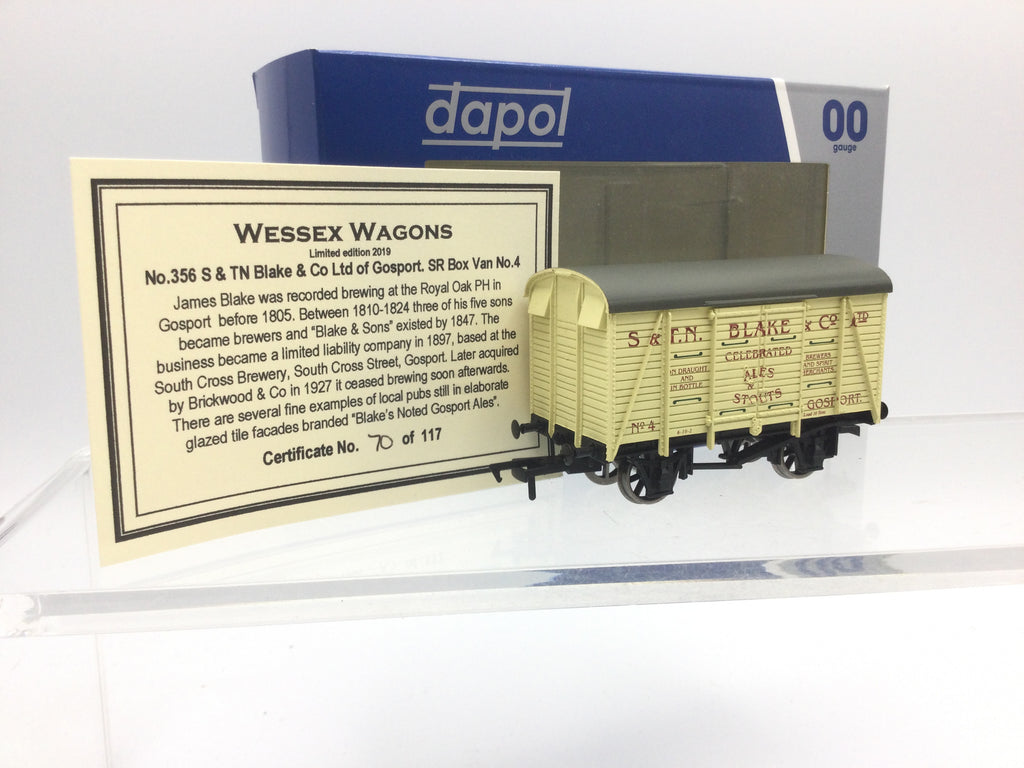 dapol
00
gauge
WESSEX WAGONS
Limited edition 2019
No.356 S & TN Blake & Co Ltd of Gosport. SR Box Van No.4
James Blake was recorded brewing at the Royal Oak PH in
Gosport before 1805. Between 1810-1824 three of his five sons
became brewers and "Blake & Sons" existed by 1847. The
business became a limited liability company in 1897, based at the
South Cross Brewery, South Cross Street, Gosport. Later acquired
by Brickwood & Co in 1927 it ceased brewing soon afterwards.
There are several fine examples of local pubs still in elaborate
glazed tile facades branded "Blake's Noted Gosport Ales".
Certificate No. 70 of 117
S & T.N. BLAKE & Co LTD
CELEBRATED
ALES
&
STOUTS
IN DRAUGHT
AND
IN BOTTLE
BREWERS
AND SPIRIT
MERCHANTS
GOSPORT.
No 4